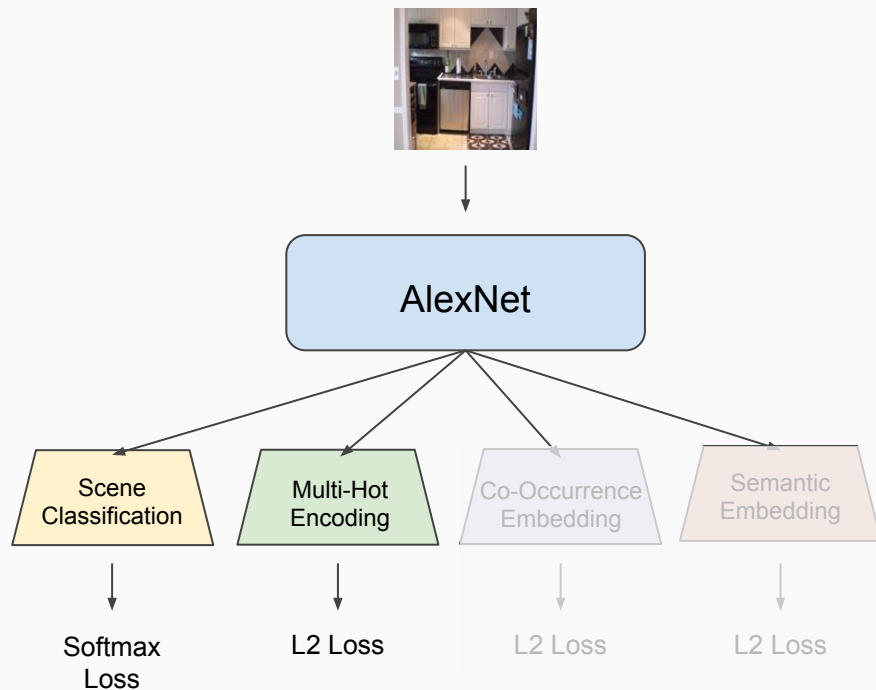 AlexNet
Scene
Classification
Multi-Hot
Encoding
Co-Occurrence
Embedding
Semantic
Embedding
Softmax
Loss
L2 Loss
L2 Loss
L2 Loss